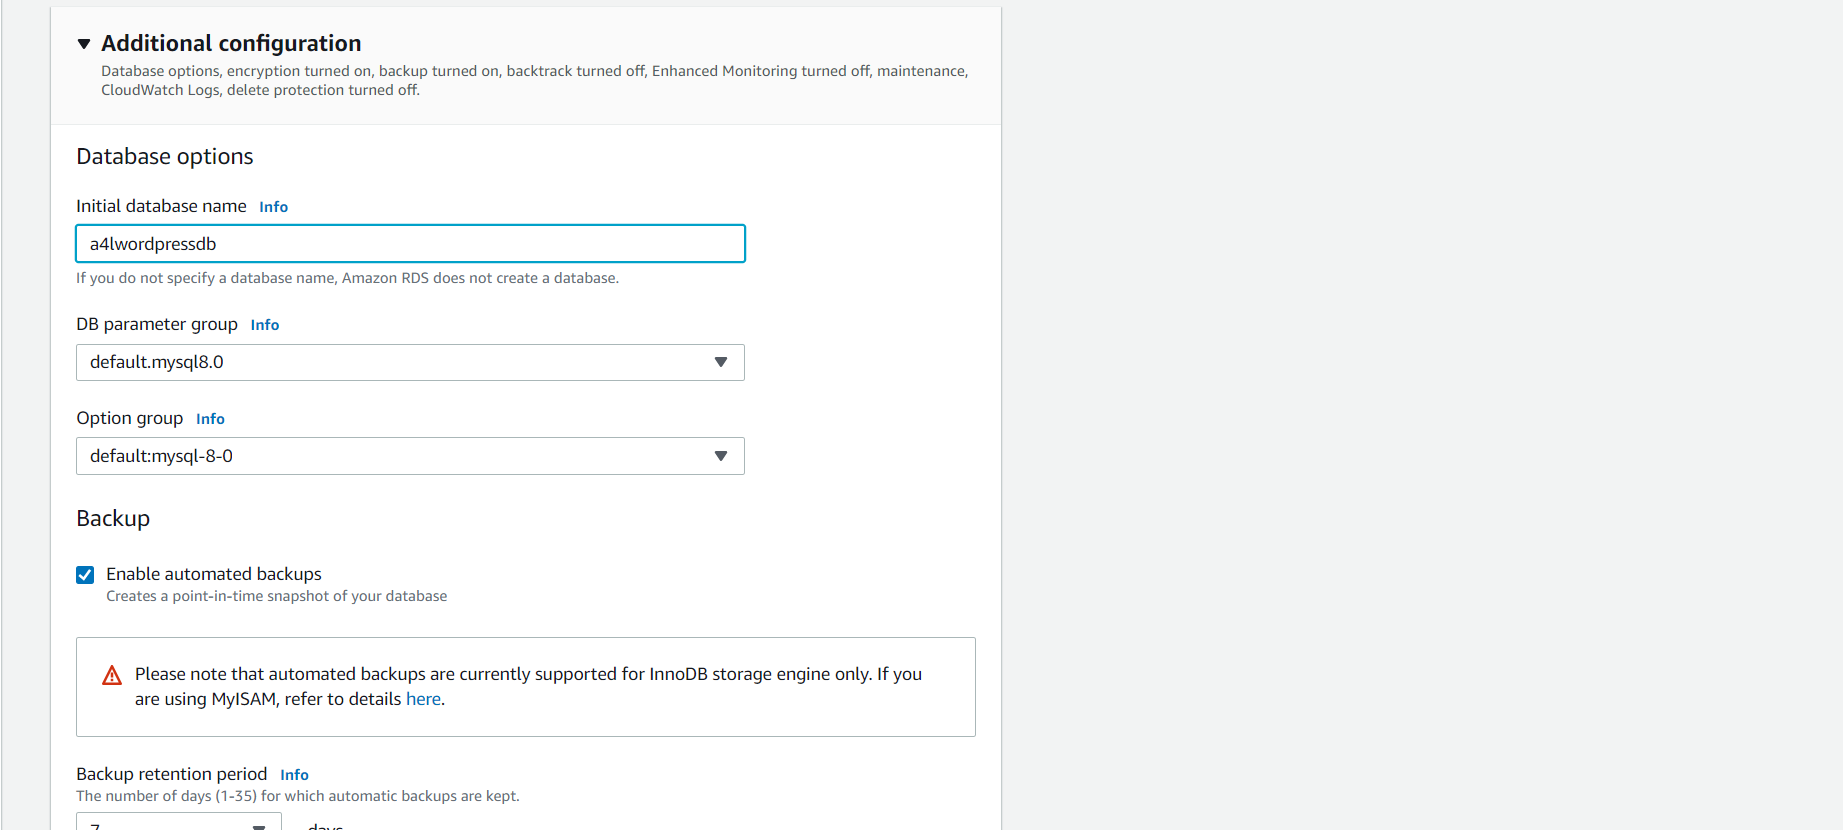 Additional configuration
Database options, encryption turned on, backup turned on, backtrack turned off, Enhanced Monitoring turned off, maintenance,
CloudWatch Logs, delete protection turned off.
Database options
Initial database name Info
a4lwordpressdb
If you do not specify a database name, Amazon RDS does not create a database.
DB parameter group Info
default.mysql8.0
Option group Info
default:mysql-8-0
Backup
Enable automated backups
Creates a point-in-time snapshot of your database
Please note that automated backups are currently supported for InnoDB storage engine only. If you
are using MyISAM, refer to details here.
Backup retention period Info
The number of days (1-35) for which automatic backups are kept.
7 days